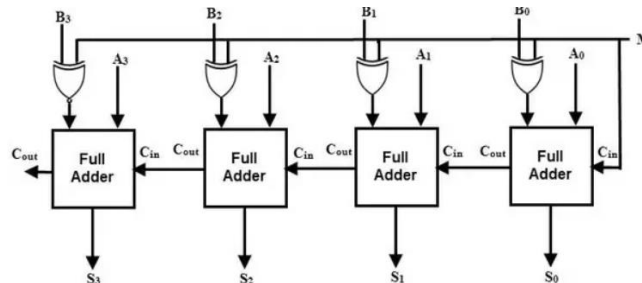 B3 B2 B1 B0
M
A3 A2 A1 A0
Cout Full Adder Cin Cout Full Adder Cin Cout Full Adder Cin Cout Full Adder Cin
S3 S2 S1 S0